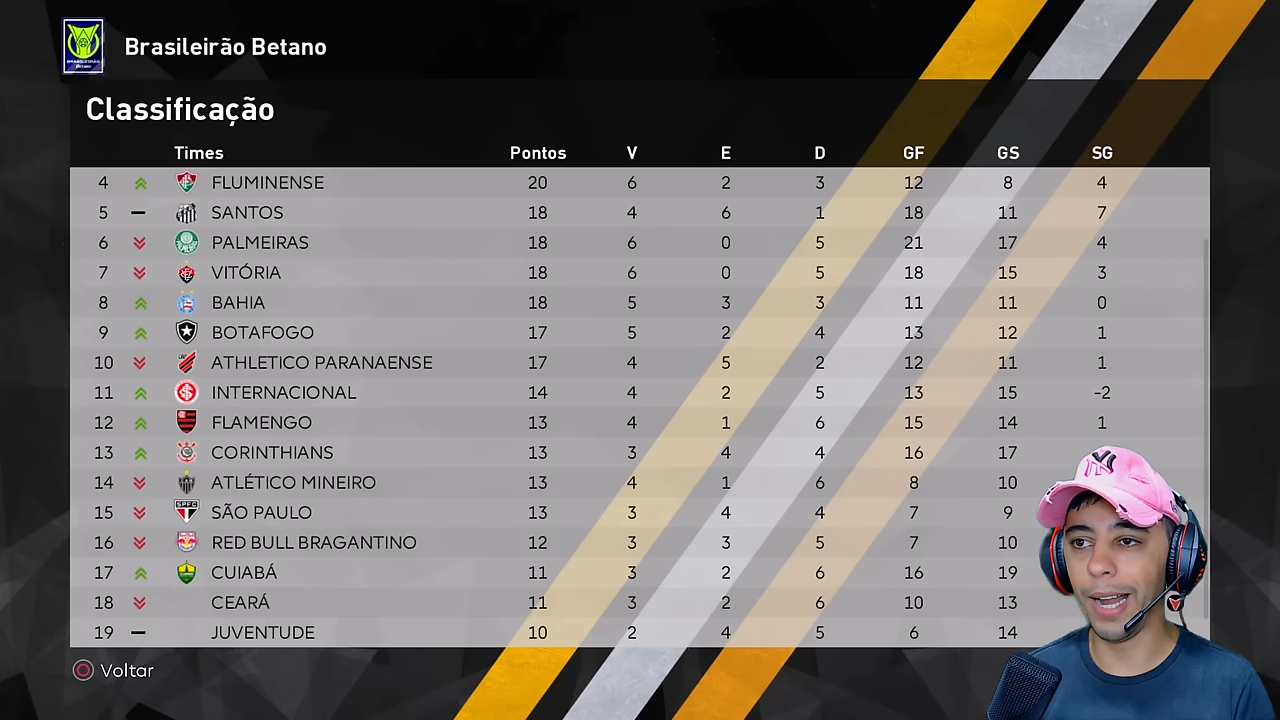 Brasileirão Betano
Classificação
Times Pontos V E D GF GS SG
4 FLUMINENSE 20 6 2 3 12 8 4
5 SANTOS 18 4 6 1 18 11 7
6 PALMEIRAS 18 6 0 5 21 17 4
7 VITÓRIA 18 6 0 5 18 15 3
8 BAHIA 18 5 3 3 11 11 0
9 BOTAFOGO 17 5 2 4 13 12 1
10 ATHLETICO PARANAENSE 17 4 5 2 12 11 1
11 INTERNACIONAL 14 4 2 5 13 15 -2
12 FLAMENGO 13 4 1 6 15 14 1
13 CORINTHIANS 13 3 4 4 16 17
14 ATLÉTICO MINEIRO 13 4 1 6 8 10
15 SÃO PAULO 13 3 4 4 7 9
16 RED BULL BRAGANTINO 12 3 3 5 7 10
17 CUIABÁ 11 3 2 6 16 19
18 CEARÁ 11 3 2 6 10 13
19 JUVENTUDE 10 2 4 5 6 14
Voltar